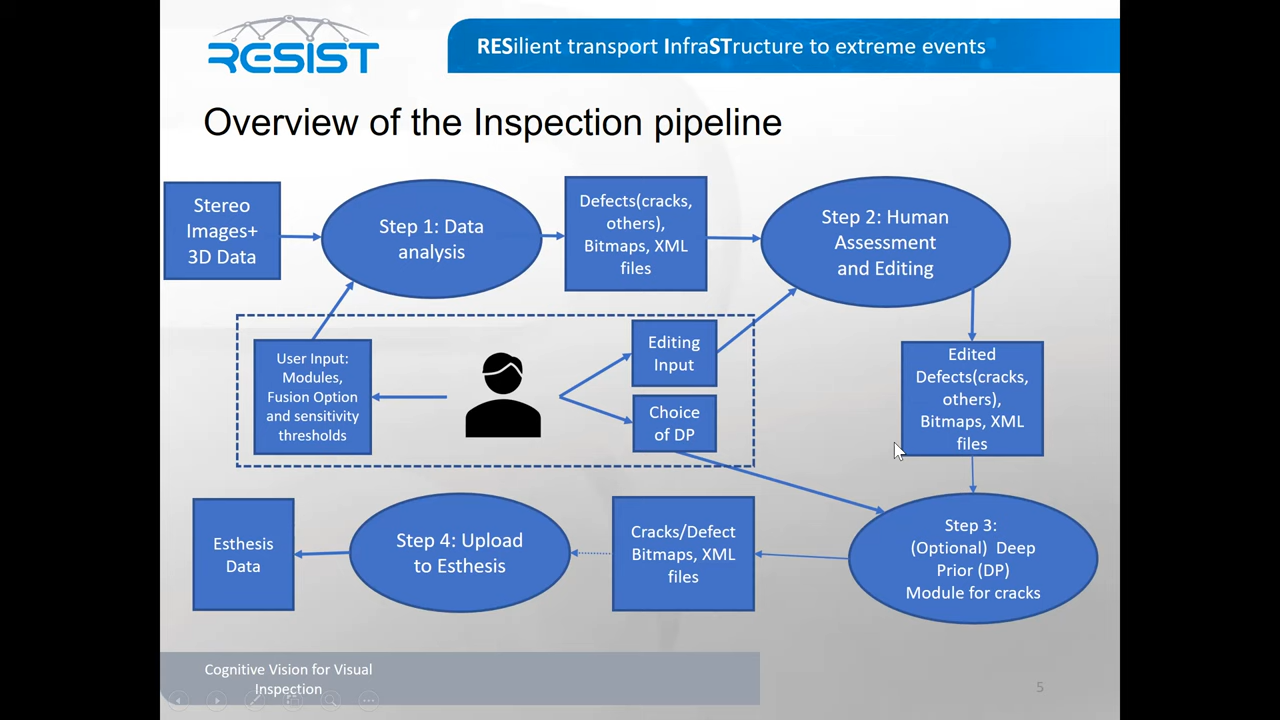 RESIST
RESilient transport InfraSTructure to extreme events
Overview of the Inspection pipeline
Stereo
Images+
3D Data
Step 1: Data
analysis
Defects(cracks,
others),
Bitmaps, XML
files
Step 2: Human
Assessment
and Editing
User Input:
Modules,
Fusion Option
and sensitivity
thresholds
Editing
Input
Choice
of DP
Edited
Defects(cracks,
others),
Bitmaps, XML
files
Esthesis
Data
Step 4: Upload
to Esthesis
Cracks/Defect
Bitmaps, XML
files
Step 3:
(Optional) Deep
Prior (DP)
Module for cracks
Cognitive Vision for Visual
Inspection
5